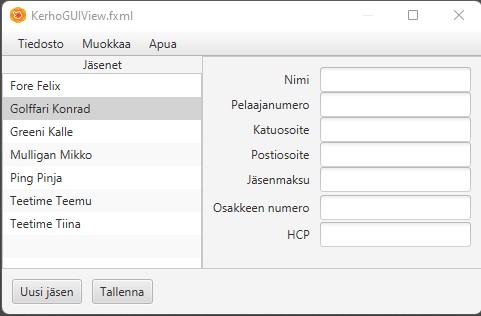 KerhoGUIView.fxml
Tiedosto Muokkaa Apua
Jäsenet
Fore Felix
Golffari Konrad
Greeni Kalle
Mulligan Mikko
Ping Pinja
Teetime Teemu
Teetime Tiina
Nimi
Pelaajanumero
Katuosoite
Postiosoite
Jäsenmaksu
Osakkeen numero
HCP
Uusi jäsen Tallenna